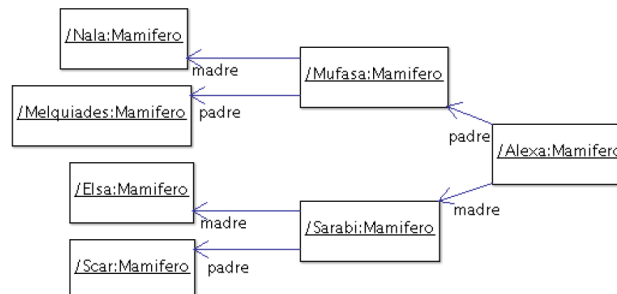 /Nala:Mamifero
madre
/Mufasa:Mamifero
/Melquiades:Mamifero
padre
padre
/Alexa:Mamifero
/Elsa:Mamifero
madre
madre
/Sarabi:Mamifero
/Scar:Mamifero
padre